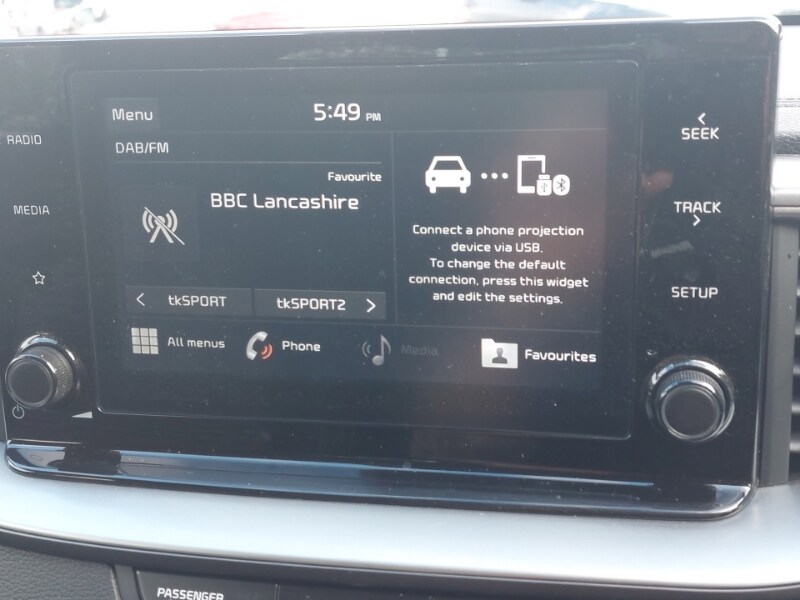 Menu
5:49 PM
DAB/FM
Favourite
BBC Lancashire
tkSPORT
tkSPORT2
Connect a phone projection
device via USB.
To change the default
connection, press this widget
and edit the settings.
All menus
Phone
Media
Favourites
RADIO
MEDIA
SEEK
TRACK
SETUP
PASSENGER